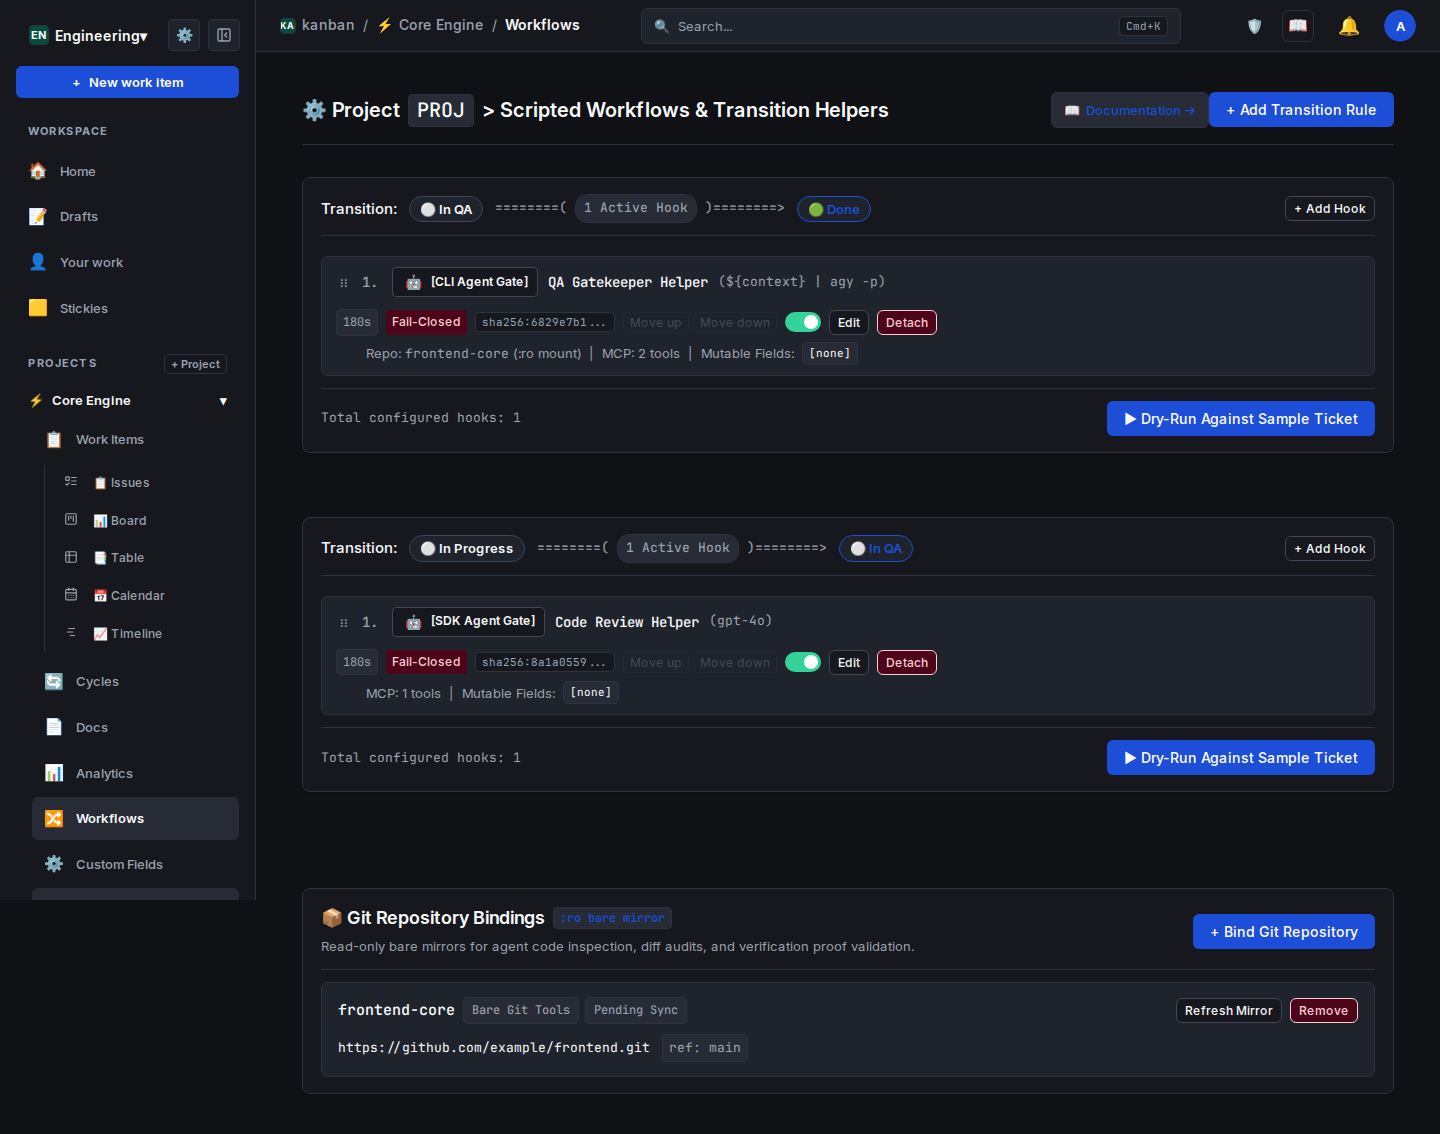 EN Engineering▾
+ New work item
WORKSPACE
Home
Drafts
Your work
Stickies
PROJECTS
+ Project
Core Engine ▾
Work Items
Issues
Board
Table
Calendar
Timeline
Cycles
Docs
Analytics
Workflows
Custom Fields
KA kanban / ⚡ Core Engine / Workflows
Search...
Cmd+K
A
Project PROJ > Scripted Workflows & Transition Helpers
Documentation →
+ Add Transition Rule
Transition: In QA ========( 1 Active Hook )========> Done
+ Add Hook
1. [CLI Agent Gate] QA Gatekeeper Helper (${context} | agy -p)
180s Fail-Closed sha256:6829e7b1... Move up Move down Edit Detach
Repo: frontend-core (:ro mount) | MCP: 2 tools | Mutable Fields: [none]
Total configured hooks: 1
▶ Dry-Run Against Sample Ticket
Transition: In Progress ========( 1 Active Hook )========> In QA
+ Add Hook
1. [SDK Agent Gate] Code Review Helper (gpt-4o)
180s Fail-Closed sha256:8a1a0559... Move up Move down Edit Detach
MCP: 1 tools | Mutable Fields: [none]
Total configured hooks: 1
▶ Dry-Run Against Sample Ticket
Git Repository Bindings :ro bare mirror
Read-only bare mirrors for agent code inspection, diff audits, and verification proof validation.
+ Bind Git Repository
frontend-core Bare Git Tools Pending Sync
Refresh Mirror Remove
https://github.com/example/frontend.git ref: main